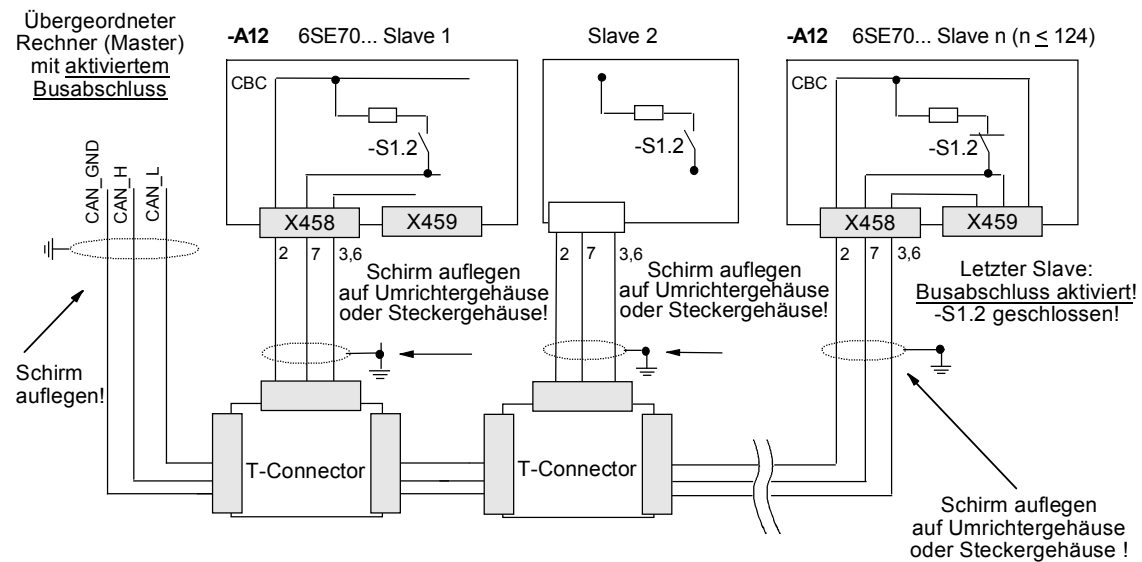 Übergeordneter
Rechner (Master)
mit aktiviertem
Busabschluss
-A12 6SE70... Slave 1
Slave 2
-A12 6SE70... Slave n (n ≤ 124)
CBC
-S1.2
-S1.2
CBC
-S1.2
CAN_GND
CAN_H
CAN_L
X458
X459
X458
X459
2 7 3,6
2 7 3,6
2 7 3,6
Schirm auflegen
auf Umrichtergehäuse
oder Steckergehäuse!
Schirm auflegen
auf Umrichtergehäuse
oder Steckergehäuse!
Letzter Slave:
Busabschluss aktiviert!
-S1.2 geschlossen!
Schirm
auflegen!
T-Connector
T-Connector
Schirm auflegen
auf Umrichtergehäuse
oder Steckergehäuse !